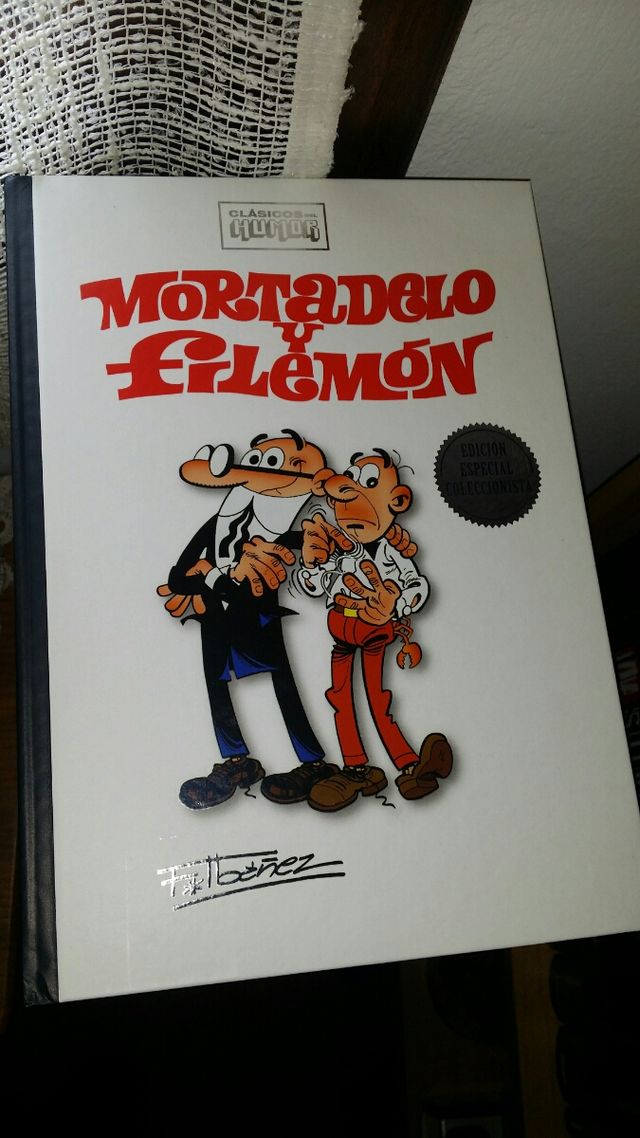 CLÁSICOS DEL
HUMOR
MORTADELO
Y
FILEMÓN
EDICIÓN
ESPECIAL
COLECCIONISTA
F. Ibáñez